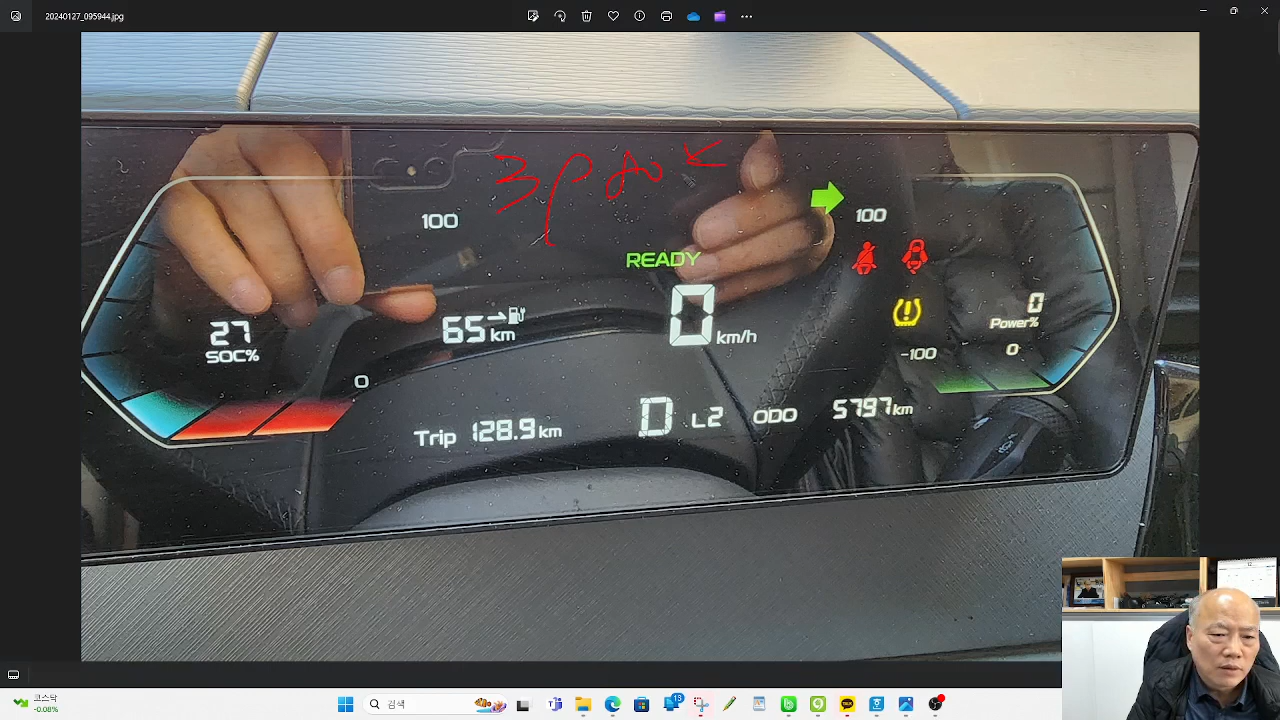 20240127_095944.jpg
100
100
READY
27
SOC%
65 km
0 km/h
0
Power%
-100
0
0
Trip 128.9 km
D L2 ODO 5797 km
코스닥
-0.08%
검색
13